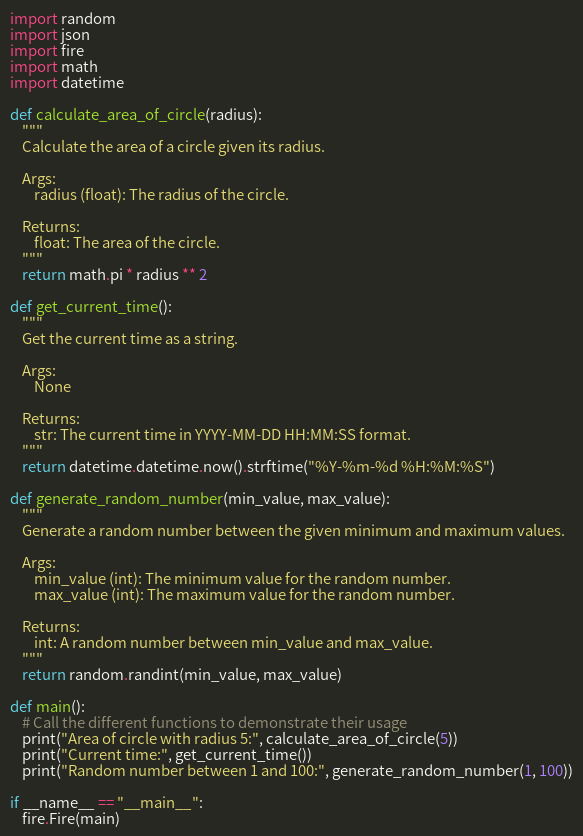 import random
import json
import fire
import math
import datetime

def calculate_area_of_circle(radius):
    """
    Calculate the area of a circle given its radius.

    Args:
        radius (float): The radius of the circle.

    Returns:
        float: The area of the circle.
    """
    return math.pi * radius ** 2

def get_current_time():
    """
    Get the current time as a string.

    Args:
        None

    Returns:
        str: The current time in YYYY-MM-DD HH:MM:SS format.
    """
    return datetime.datetime.now().strftime("%Y-%m-%d %H:%M:%S")

def generate_random_number(min_value, max_value):
    """
    Generate a random number between the given minimum and maximum values.

    Args:
        min_value (int): The minimum value for the random number.
        max_value (int): The maximum value for the random number.

    Returns:
        int: A random number between min_value and max_value.
    """
    return random.randint(min_value, max_value)

def main():
    # Call the different functions to demonstrate their usage
    print("Area of circle with radius 5:", calculate_area_of_circle(5))
    print("Current time:", get_current_time())
    print("Random number between 1 and 100:", generate_random_number(1, 100))

if __name__ == "__main__":
    fire.Fire(main)